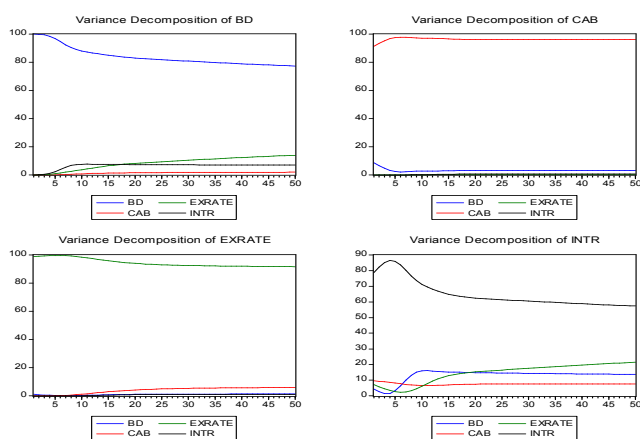 Variance Decomposition of BD
100
80
60
40
20
0
5 10 15 20 25 30 35 40 45 50
BD EXRATE
CAB INTR
Variance Decomposition of CAB
100
80
60
40
20
0
5 10 15 20 25 30 35 40 45 50
BD EXRATE
CAB INTR
Variance Decomposition of EXRATE
100
80
60
40
20
0
5 10 15 20 25 30 35 40 45 50
BD EXRATE
CAB INTR
Variance Decomposition of INTR
90
80
70
60
50
40
30
20
10
0
5 10 15 20 25 30 35 40 45 50
BD EXRATE
CAB INTR